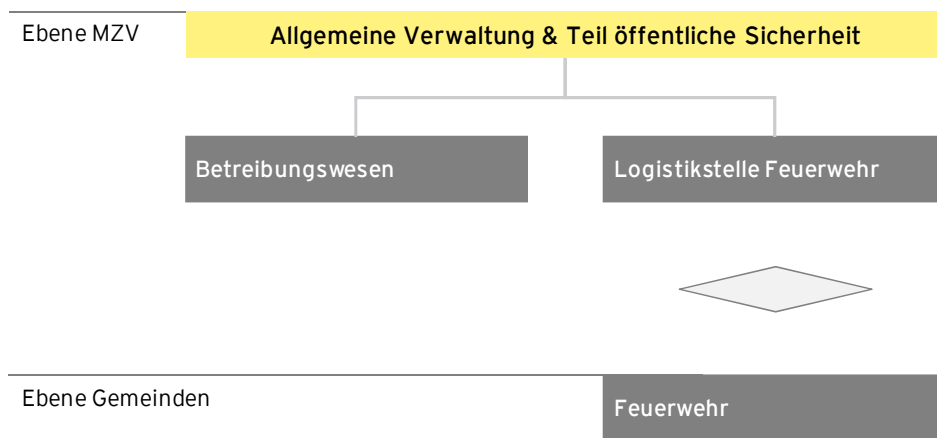 Ebene MZV
Allgemeine Verwaltung & Teil öffentliche Sicherheit
Betreibungswesen
Logistikstelle Feuerwehr
Ebene Gemeinden
Feuerwehr